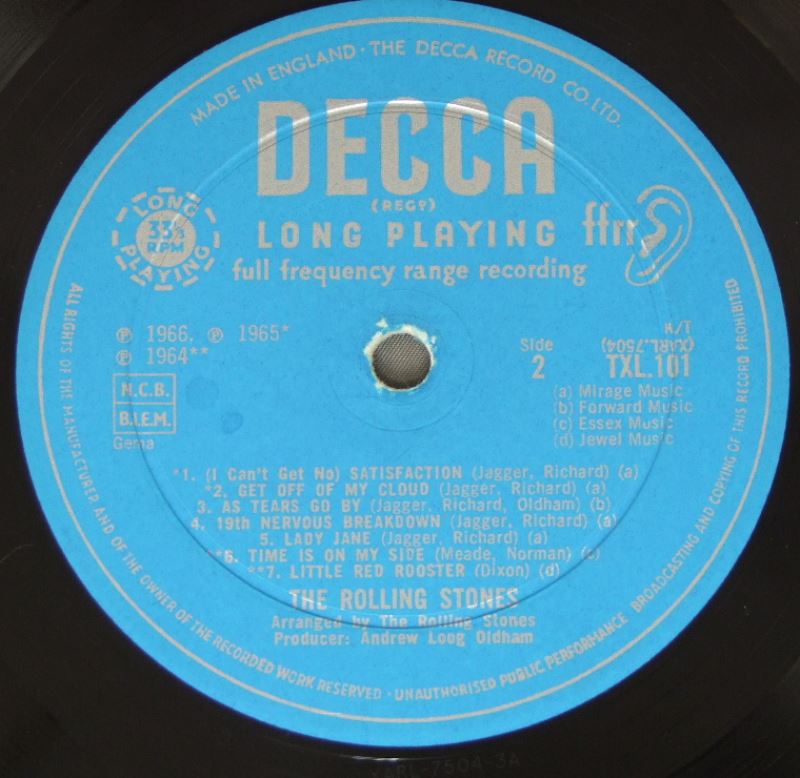 MADE IN ENGLAND · THE DECCA RECORD CO. LTD.
DECCA
(REGD)
LONG PLAYING
33⅓
RPM
LONG PLAYING ffrr
full frequency range recording
Ⓟ 1966. Ⓟ 1965*
Ⓟ 1964**
N.C.B.
B.I.E.M.
Gema
Side
2
T/H
(XARL.7504)
TXL.101
(a) Mirage Music
(b) Forward Music
(c) Essex Music
(d) Jewel Music
*1. (I Can't Get No) SATISFACTION (Jagger, Richard) (a)
*2. GET OFF OF MY CLOUD (Jagger, Richard) (a)
3. AS TEARS GO BY (Jagger, Richard, Oldham) (b)
4. 19th NERVOUS BREAKDOWN (Jagger, Richard) (a)
5. LADY JANE (Jagger, Richard) (a)
**6. TIME IS ON MY SIDE (Meade, Norman) (c)
**7. LITTLE RED ROOSTER (Dixon) (d)
THE ROLLING STONES
Arranged by The Rolling Stones
Producer: Andrew Loog Oldham
ALL RIGHTS OF THE MANUFACTURER AND OF THE OWNER OF THE RECORDED WORK RESERVED · UNAUTHORISED PUBLIC PERFORMANCE BROADCASTING AND COPYING OF THIS RECORD PROHIBITED
XARL-7504-3A